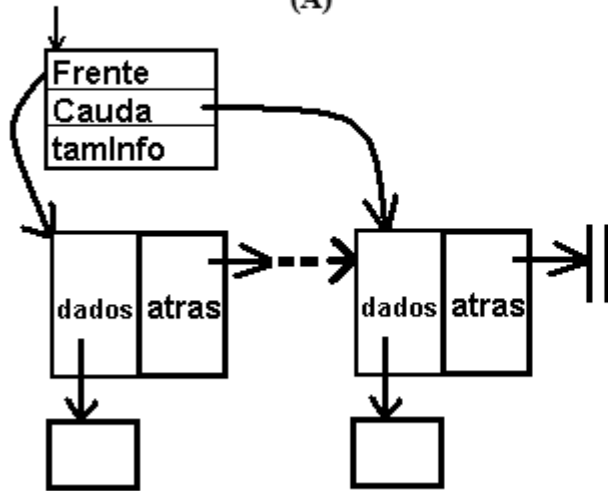 (A)
Frente
Cauda
tamInfo
dados atras dados atras